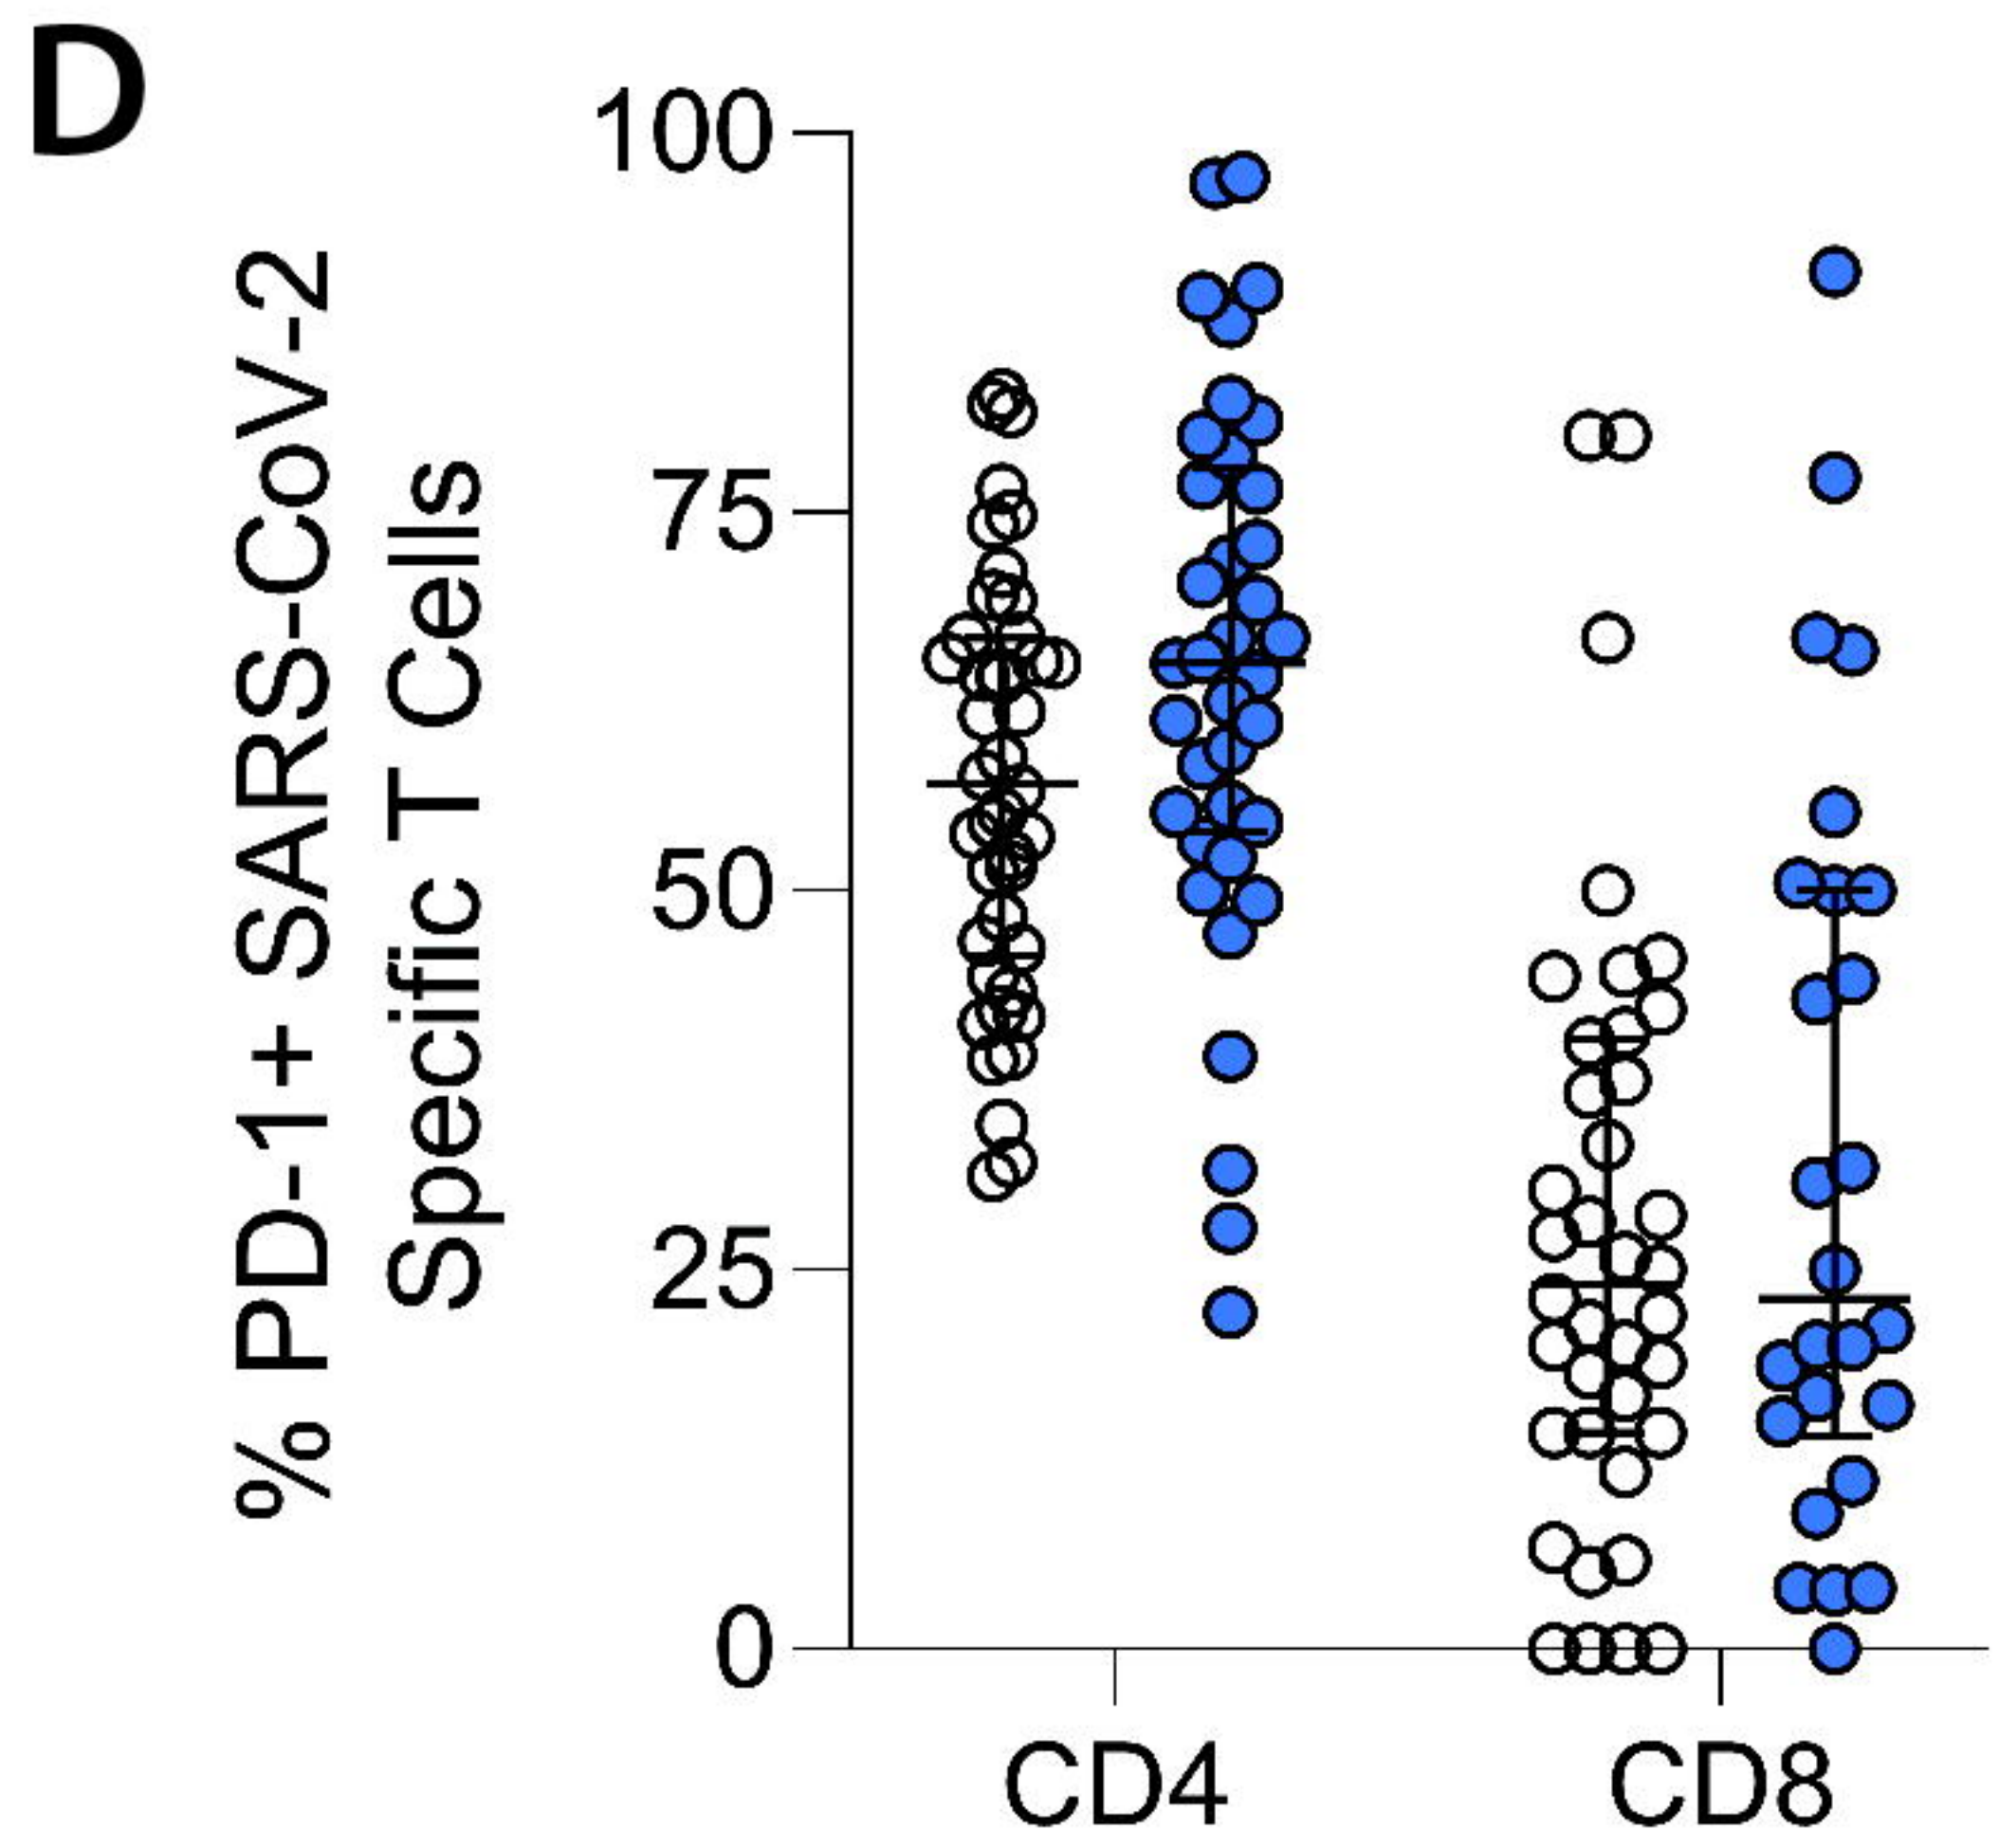 D
% PD-1+ SARS-CoV-2
Specific T Cells
100
75
50
25
0
CD4
CD8